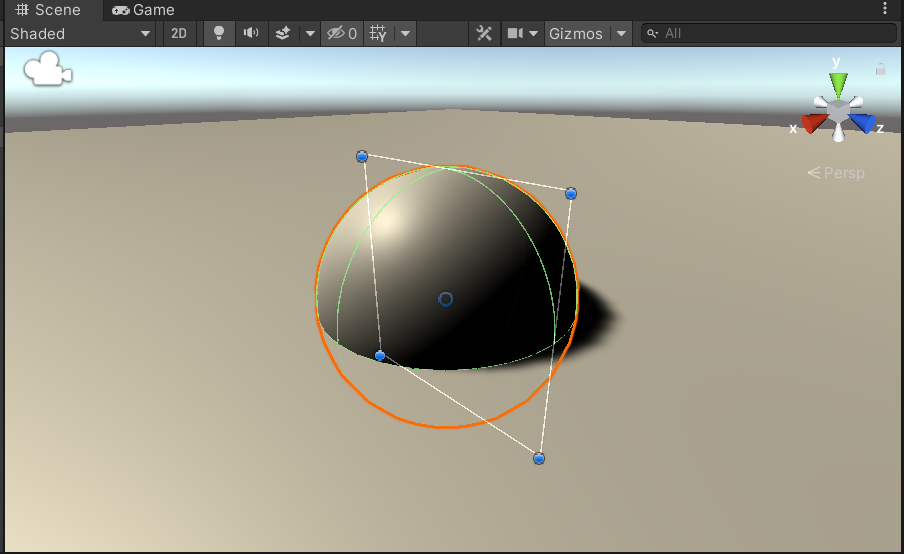 Scene Game
Shaded 2D 0 Gizmos All
y
x z
Persp